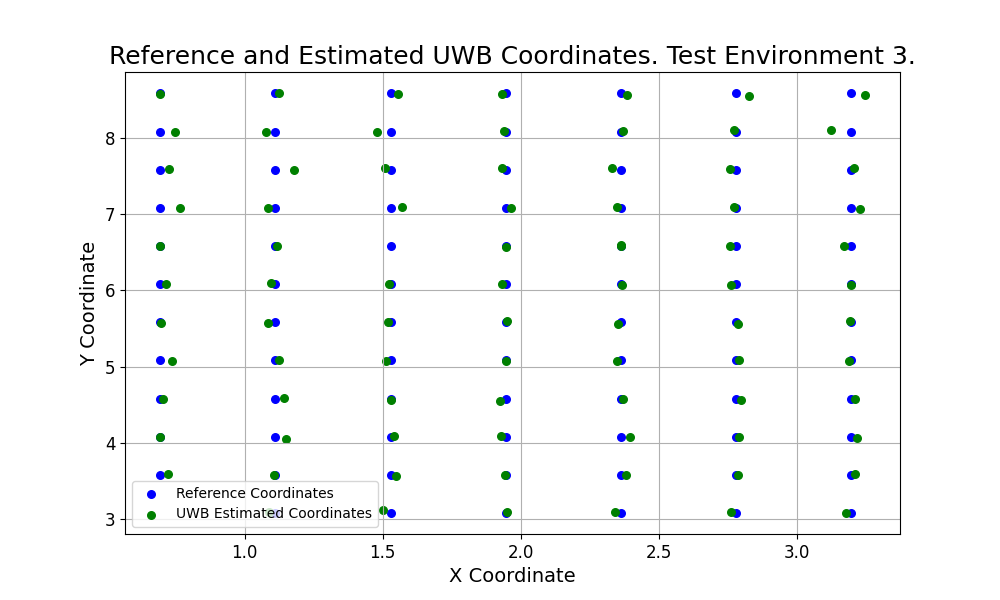 Reference and Estimated UWB Coordinates. Test Environment 3.
Y Coordinate
8
7
6
5
4
3
Reference Coordinates
UWB Estimated Coordinates
1.0 1.5 2.0 2.5 3.0
X Coordinate